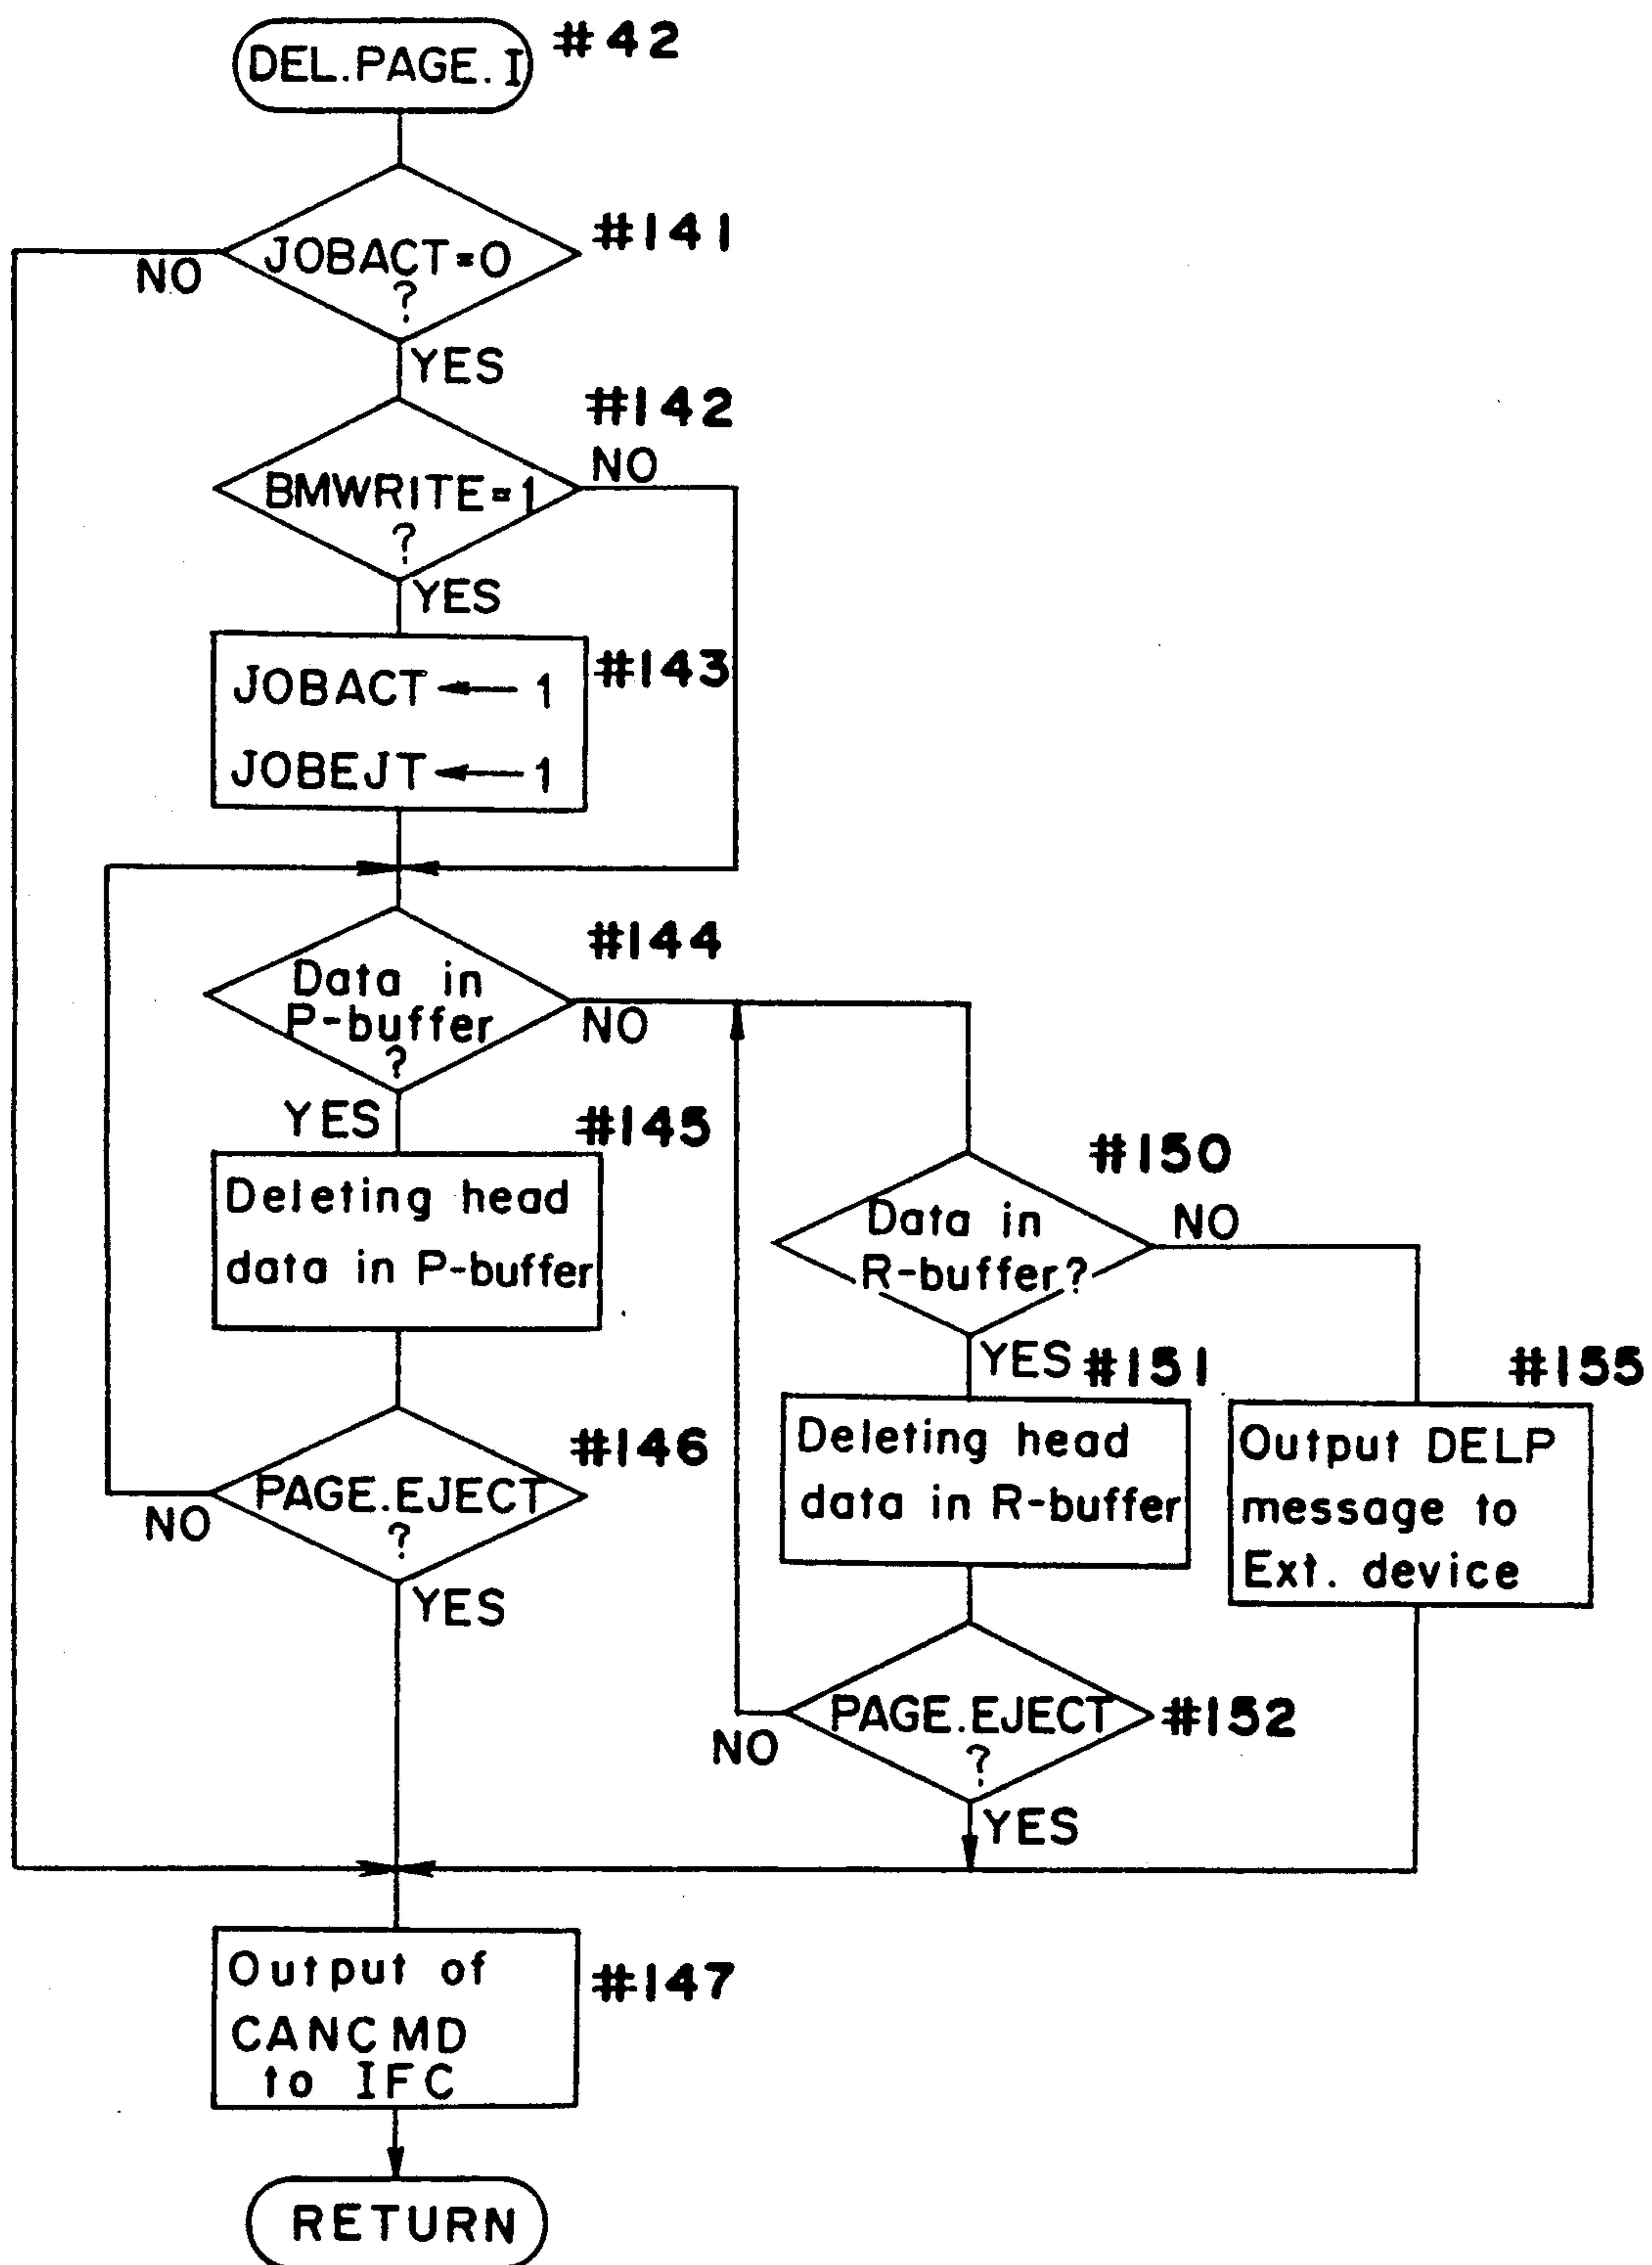 DEL.PAGE.I #42
JOBACT=0
?
#141
NO
YES
#142
BMWRITE=1
?
NO
YES
JOBACT ← 1
JOBEJT ← 1
#143
#144
Data in
P-buffer
?
NO
YES
#145
Deleting head
data in P-buffer
#146
PAGE.EJECT
?
NO
YES
#150
Data in
R-buffer?
NO
YES
#151
Deleting head
data in R-buffer
#155
Output DELP
message to
Ext. device
PAGE.EJECT
?
#152
NO
YES
Output of
CANCMD
to IFC
#147
RETURN